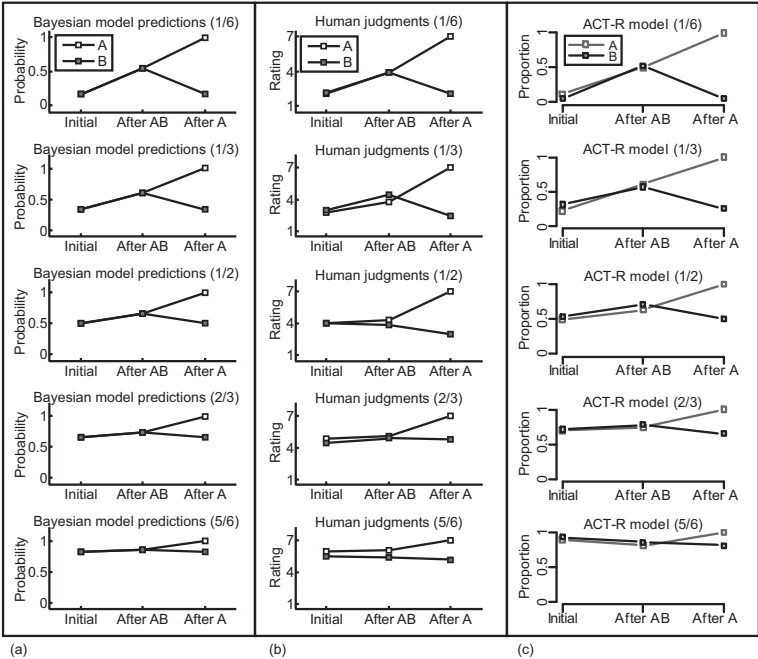 Bayesian model predictions (1/6)
Probability
1
0.5
0
A
B
Initial After AB After A
Bayesian model predictions (1/3)
Probability
1
0.5
0
Initial After AB After A
Bayesian model predictions (1/2)
Probability
1
0.5
0
Initial After AB After A
Bayesian model predictions (2/3)
Probability
1
0.5
0
Initial After AB After A
Bayesian model predictions (5/6)
Probability
1
0.5
0
Initial After AB After A
(a)
Human judgments (1/6)
Rating
7
4
1
A
B
Initial After AB After A
Human judgments (1/3)
Rating
7
4
1
Initial After AB After A
Human judgments (1/2)
Rating
7
4
1
Initial After AB After A
Human judgments (2/3)
Rating
7
4
1
Initial After AB After A
Human judgments (5/6)
Rating
7
4
1
Initial After AB After A
(b)
ACT-R model (1/6)
Proportion
1
0.5
0
A
B
Initial After AB After A
ACT-R model (1/3)
Proportion
1
0.5
0
Initial After AB After A
ACT-R model (1/2)
Proportion
1
0.5
0
Initial After AB After A
ACT-R model (2/3)
Proportion
1
0.5
0
Initial After AB After A
ACT-R model (5/6)
Proportion
1
0.5
0
Initial After AB After A
(c)